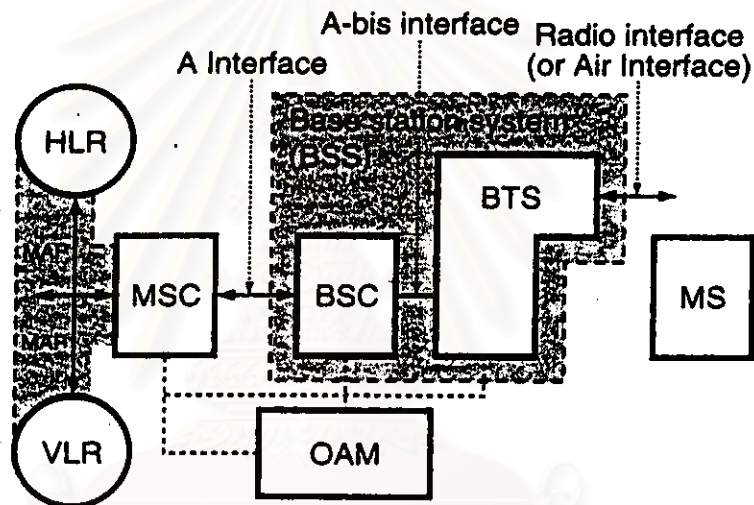 A-bis interface
Radio interface
(or Air Interface)
A Interface
Base station system
(BSS)
HLR
BTS
MAP
MSC
BSC
MS
MAP
VLR
OAM